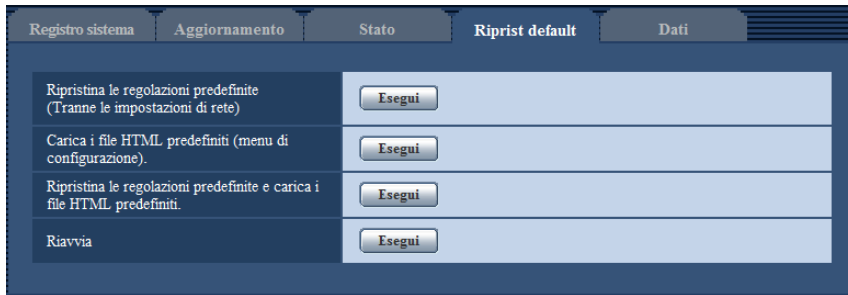 Registro sistema
Aggiornamento
Stato
Riprist default
Dati
Ripristina le regolazioni predefinite
(Tranne le impostazioni di rete)
Esegui
Carica i file HTML predefiniti (menu di
configurazione).
Esegui
Ripristina le regolazioni predefinite e carica i
file HTML predefiniti.
Esegui
Riavvia
Esegui